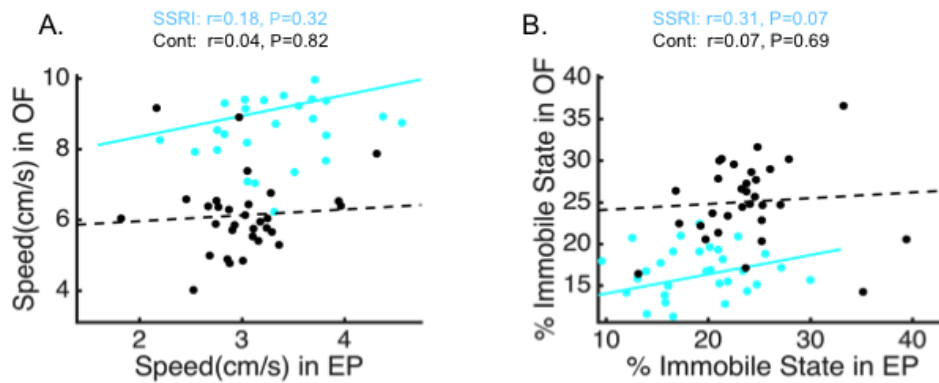 A.
SSRI: r=0.18, P=0.32
Cont: r=0.04, P=0.82
Speed(cm/s) in OF
10
8
6
4
2
3
4
Speed(cm/s) in EP
B.
SSRI: r=0.31, P=0.07
Cont: r=0.07, P=0.69
% Immobile State in OF
40
35
30
25
20
15
10
20
30
40
% Immobile State in EP